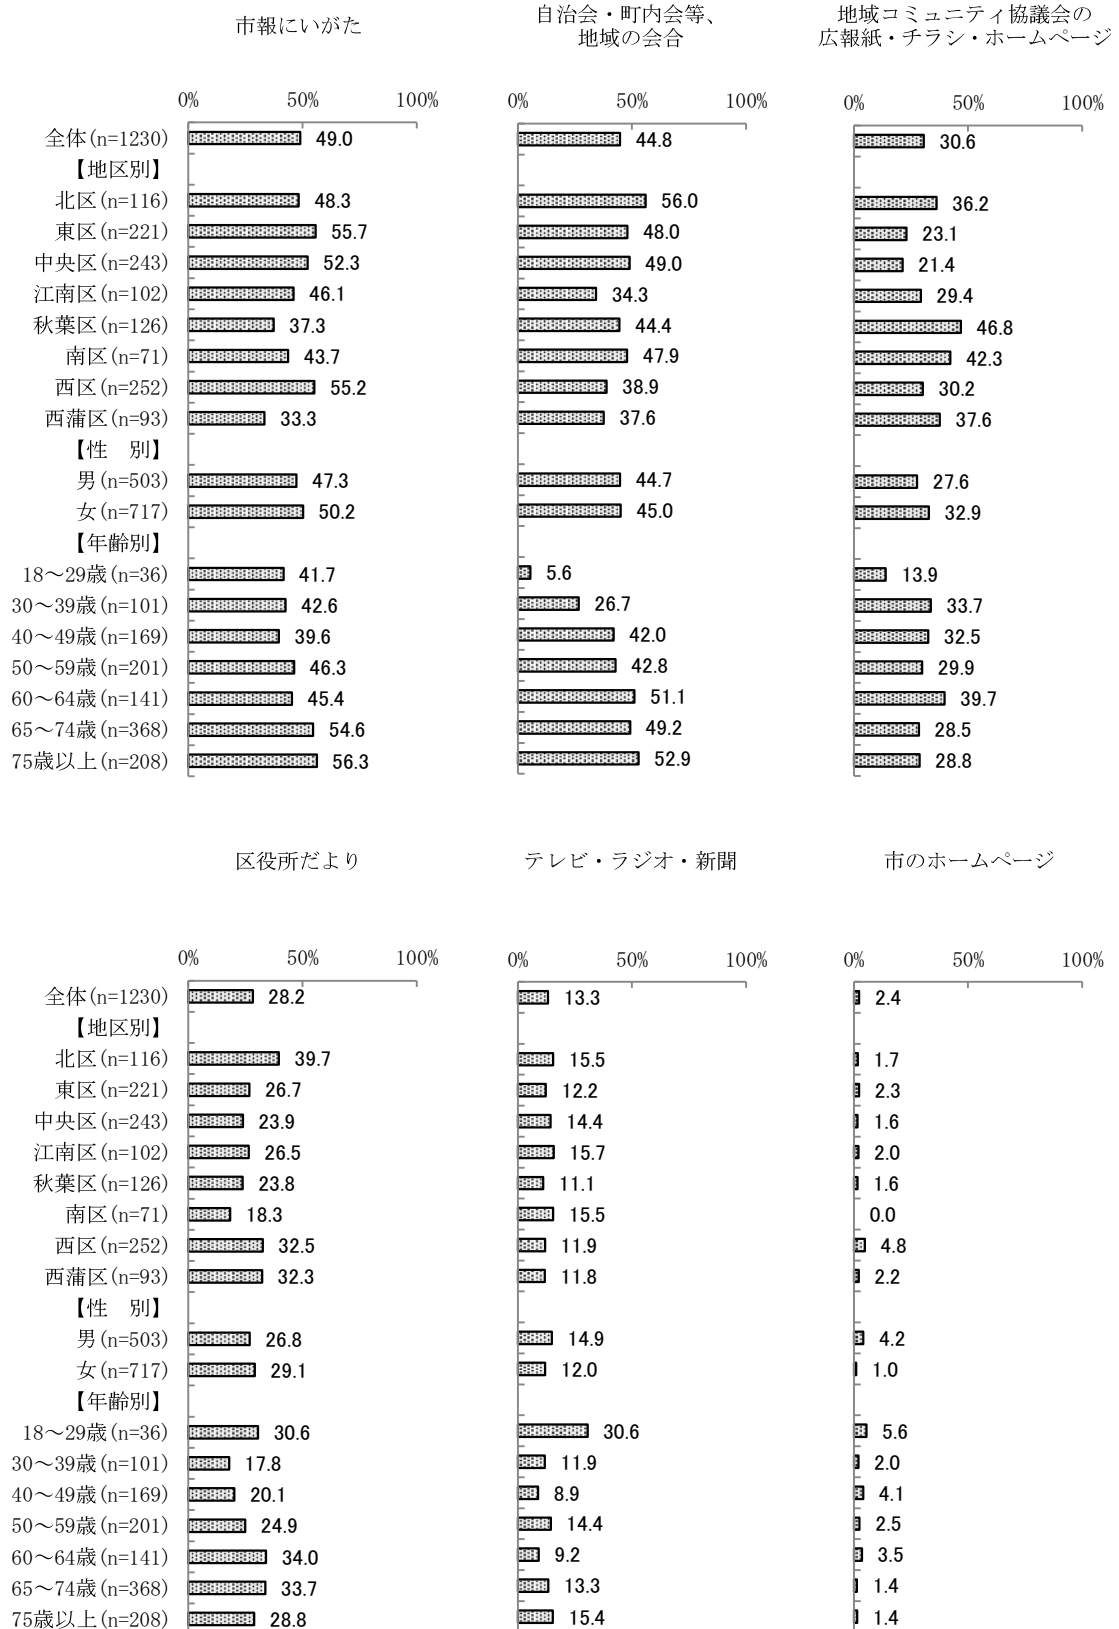 市報にいがた
自治会・町内会等、
地域の会合
地域コミュニティ協議会の
広報紙・チラシ・ホームページ
0% 50% 100% 0% 50% 100% 0% 50% 100%
全体(n=1230) 49.0 44.8 30.6
【地区別】
北区(n=116) 48.3 56.0 36.2
東区(n=221) 55.7 48.0 23.1
中央区(n=243) 52.3 49.0 21.4
江南区(n=102) 46.1 34.3 29.4
秋葉区(n=126) 37.3 44.4 46.8
南区(n=71) 43.7 47.9 42.3
西区(n=252) 55.2 38.9 30.2
西蒲区(n=93) 33.3 37.6 37.6
【性　別】
男(n=503) 47.3 44.7 27.6
女(n=717) 50.2 45.0 32.9
【年齢別】
18～29歳(n=36) 41.7 5.6 13.9
30～39歳(n=101) 42.6 26.7 33.7
40～49歳(n=169) 39.6 42.0 32.5
50～59歳(n=201) 46.3 42.8 29.9
60～64歳(n=141) 45.4 51.1 39.7
65～74歳(n=368) 54.6 49.2 28.5
75歳以上(n=208) 56.3 52.9 28.8
区役所だより テレビ・ラジオ・新聞 市のホームページ
0% 50% 100% 0% 50% 100% 0% 50% 100%
全体(n=1230) 28.2 13.3 2.4
【地区別】
北区(n=116) 39.7 15.5 1.7
東区(n=221) 26.7 12.2 2.3
中央区(n=243) 23.9 14.4 1.6
江南区(n=102) 26.5 15.7 2.0
秋葉区(n=126) 23.8 11.1 1.6
南区(n=71) 18.3 15.5 0.0
西区(n=252) 32.5 11.9 4.8
西蒲区(n=93) 32.3 11.8 2.2
【性　別】
男(n=503) 26.8 14.9 4.2
女(n=717) 29.1 12.0 1.0
【年齢別】
18～29歳(n=36) 30.6 30.6 5.6
30～39歳(n=101) 17.8 11.9 2.0
40～49歳(n=169) 20.1 8.9 4.1
50～59歳(n=201) 24.9 14.4 2.5
60～64歳(n=141) 34.0 9.2 3.5
65～74歳(n=368) 33.7 13.3 1.4
75歳以上(n=208) 28.8 15.4 1.4